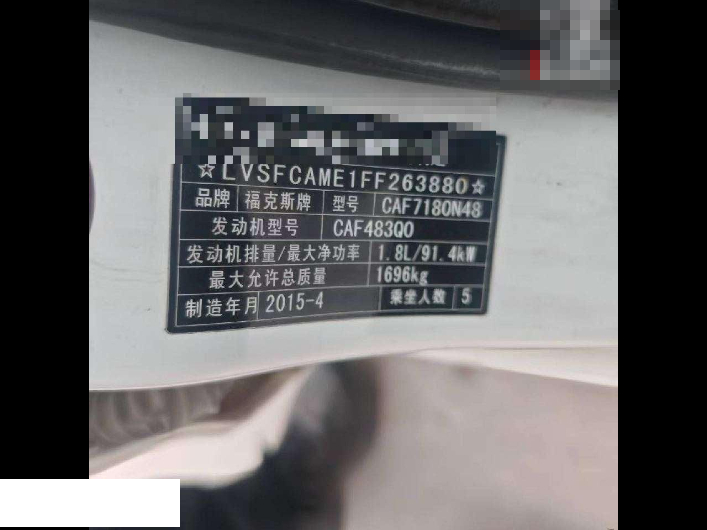 ☆LVSFCAME1FF263880☆
品牌 福克斯牌 型号 CAF7180N48
发动机型号 CAF483Q0
发动机排量/最大净功率 1.8L/91.4kW
最大允许总质量 1696kg
制造年月 2015-4 乘坐人数 5